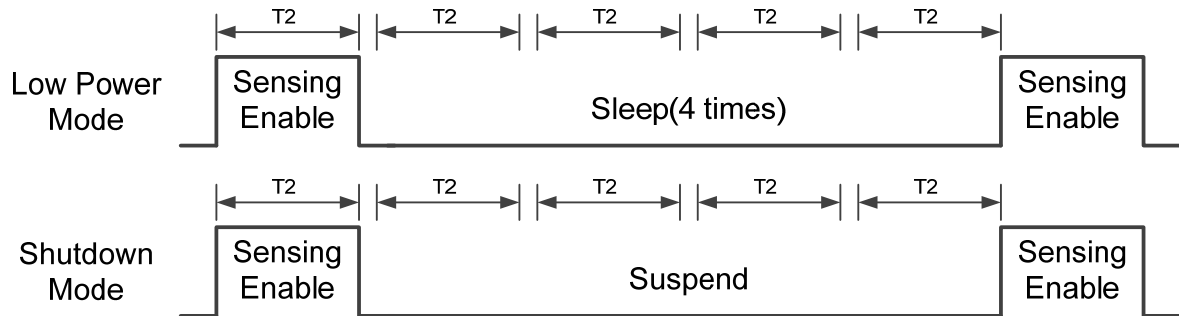 T2 T2 T2 T2 T2
Low Power
Mode
Sensing
Enable
Sleep(4 times)
Sensing
Enable
T2 T2 T2 T2 T2
Shutdown
Mode
Sensing
Enable
Suspend
Sensing
Enable